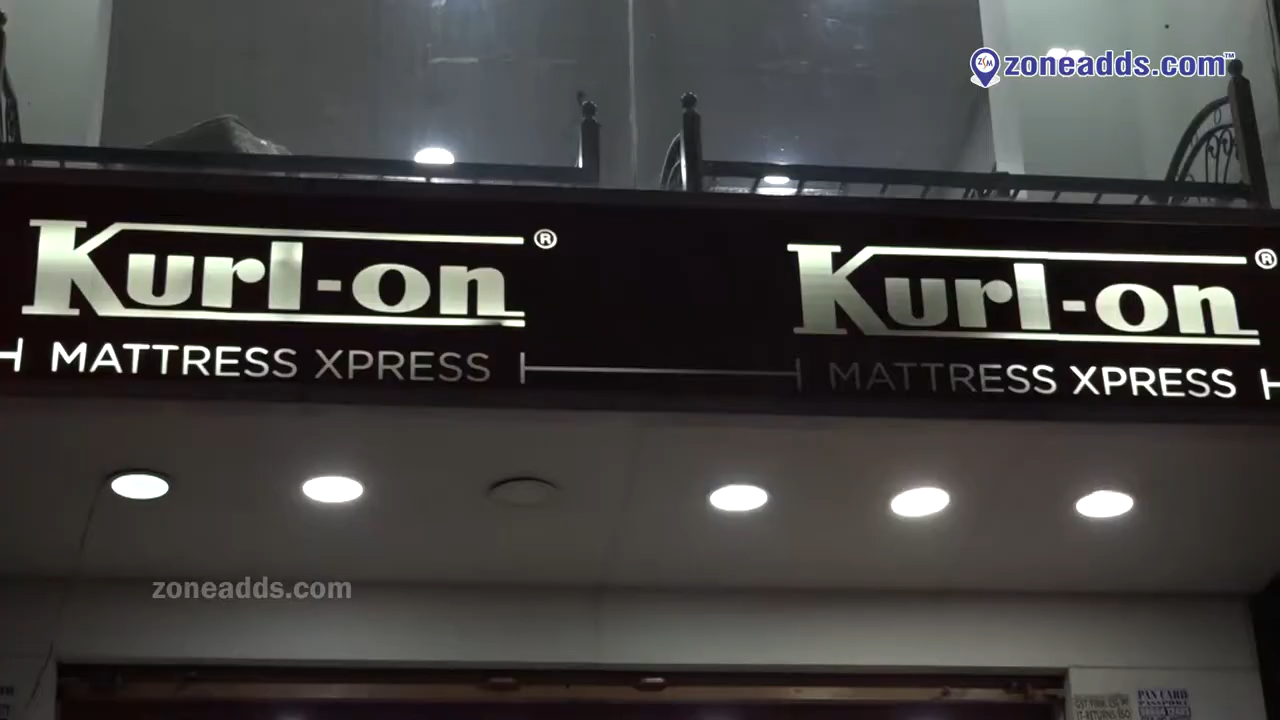 zoneadds.com™
Kurl-on®
MATTRESS XPRESS
Kurl-on®
MATTRESS XPRESS
zoneadds.com
PAN CARD
PASSPORT